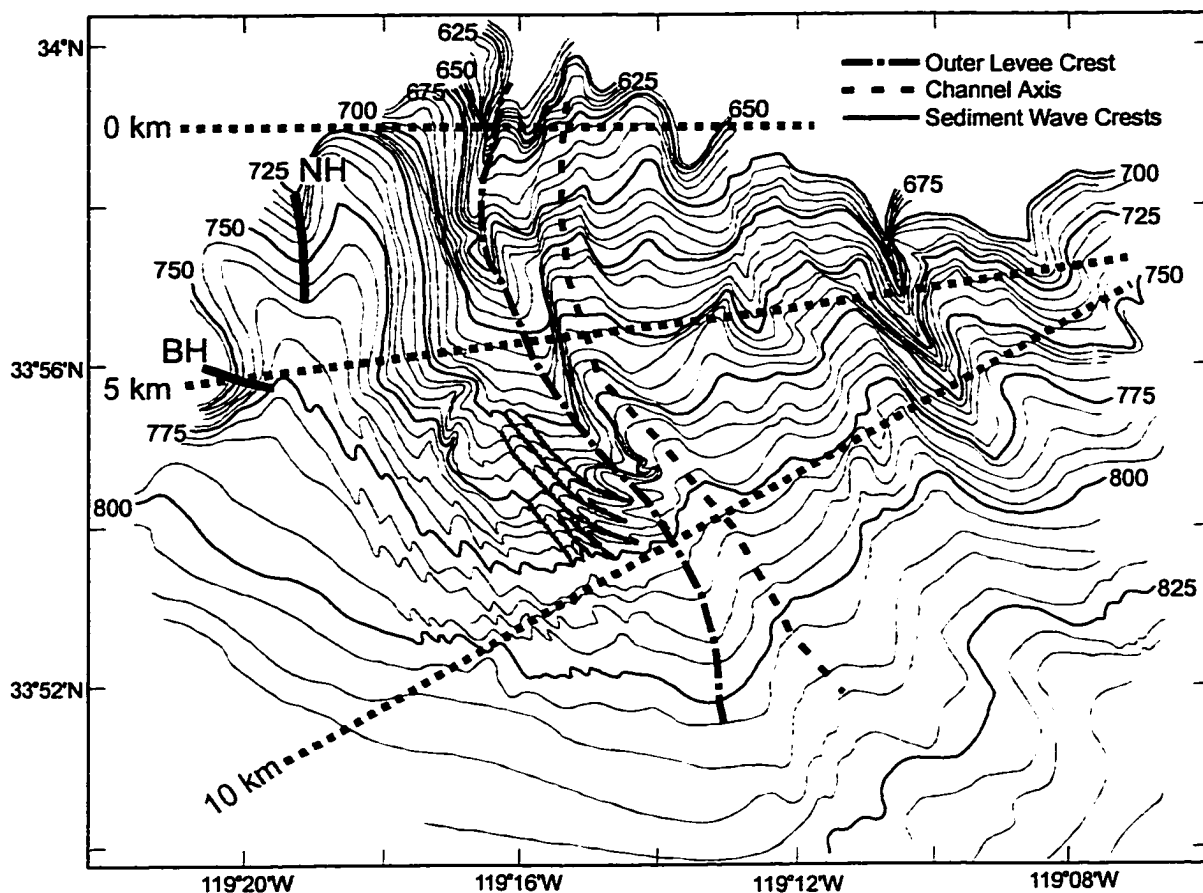 625
34°N
650
675
625
Outer Levee Crest
Channel Axis
Sediment Wave Crests
700
650
0 km
NH
725
675
700
725
750
750
750
BH
33°56'N
5 km
775
775
800
800
825
33°52'N
10 km
119°20'W
119°16'W
119°12'W
119°08'W